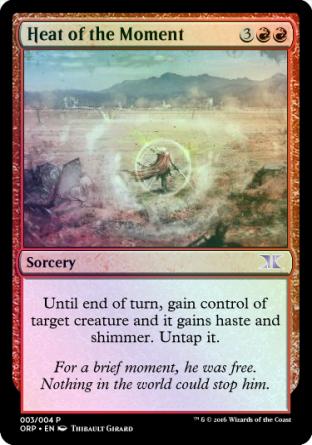 Heat of the Moment 3
Sorcery
Until end of turn, gain control of
target creature and it gains haste and
shimmer. Untap it.
For a brief moment, he was free.
Nothing in the world could stop him.
003/004 P
ORP • EN Thibault Girard
™ & © 2016 Wizards of the Coast